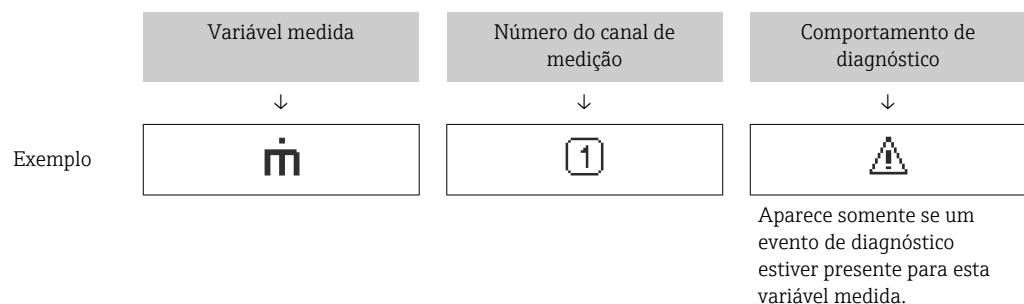 Variável medida
Número do canal de
medição
Comportamento de
diagnóstico
↓ ↓ ↓
Exemplo
ṁ
1
Aparece somente se um
evento de diagnóstico
estiver presente para esta
variável medida.